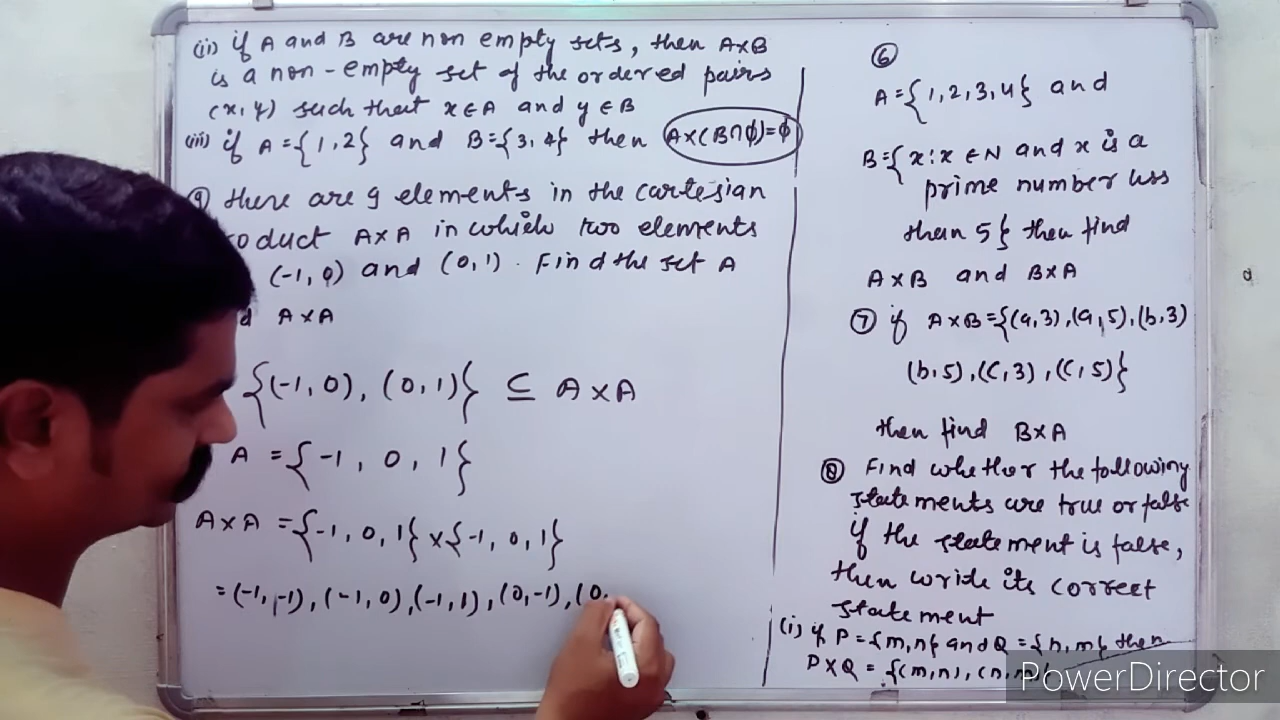 (ii) if A and B are non empty sets, then A×B
is a non-empty set of the ordered pairs
(x,y) such that x∈A and y∈B
(iii) if A={1,2} and B={3,4} then A×(B∩ϕ)=ϕ
⑨ there are 9 elements in the cartesian
oduct A×A in which two elements
(-1,0) and (0,1). Find the set A
d A×A
{(-1,0), (0,1)} ⊆ A×A
A = {-1, 0, 1}
A×A = {-1, 0, 1} × {-1, 0, 1}
= (-1,-1), (-1,0), (-1,1), (0,-1), (0,
⑥
A={1,2,3,4} and
B={x:x∈N and x is a
prime number less
than 5} then find
A×B and B×A
⑦ if A×B={(a,3),(a,5),(b,3)
(b,5),(c,3),(c,5)}
then find B×A
⑧ Find whether the following
statements are true or false
if the statement is false,
then write its correct
statement
(i) if P={m,n} and Q={n,m} then
P×Q = {(m,n),(n,m)
PowerDirector